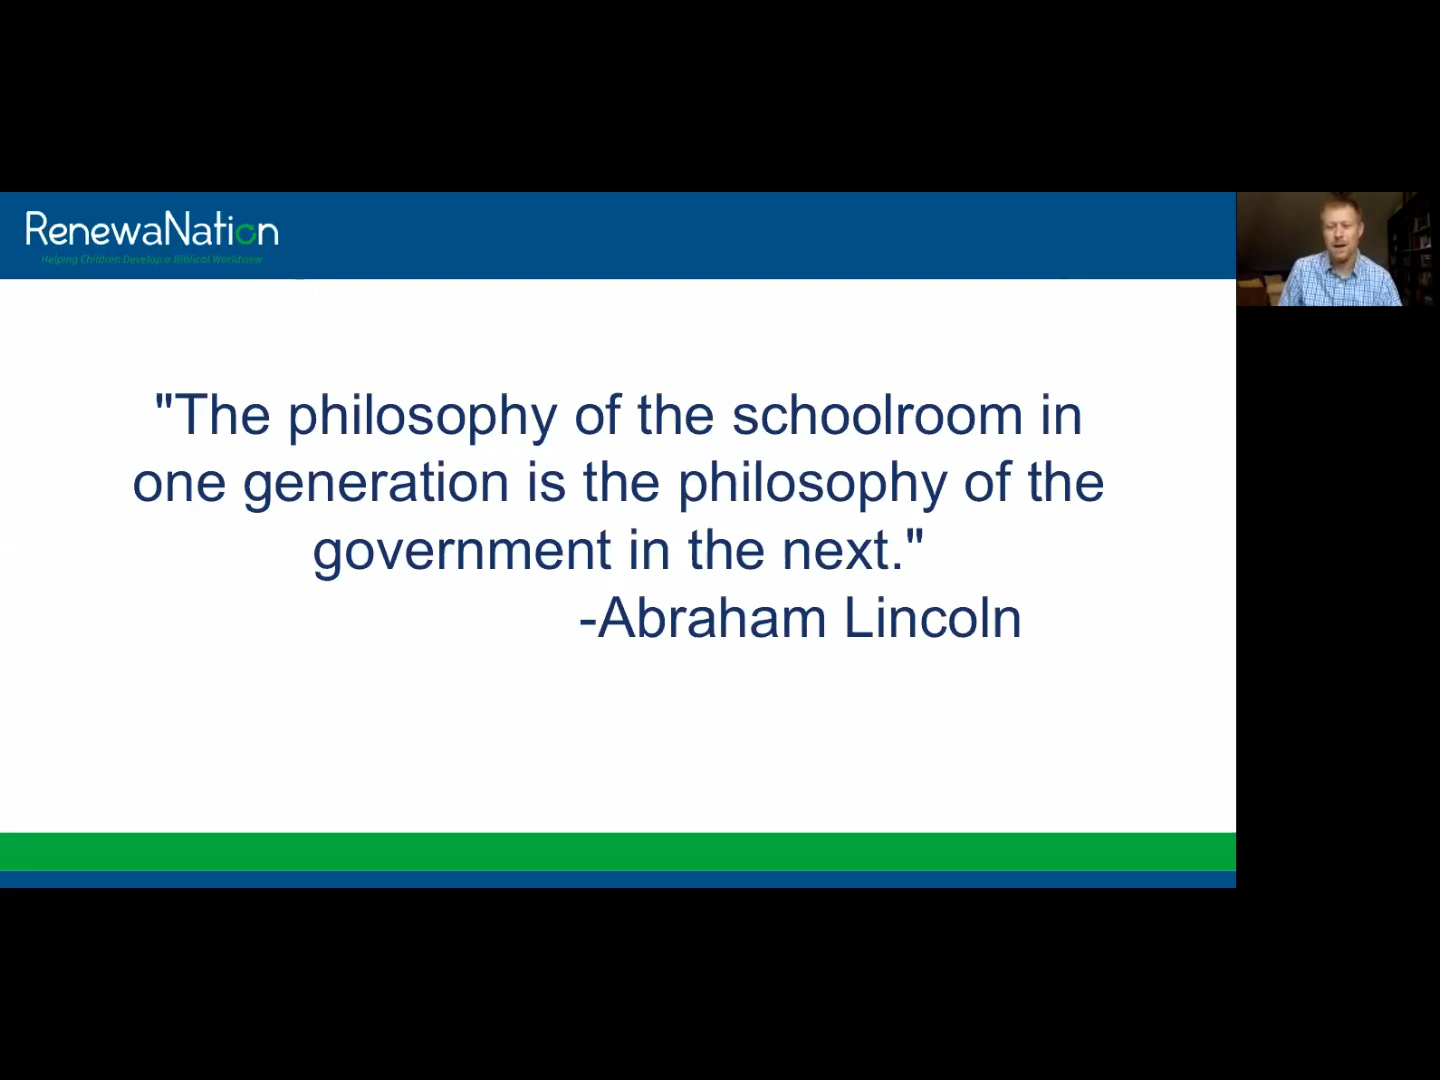 RenewaNation
Helping Children Develop a Biblical Worldview
"The philosophy of the schoolroom in
one generation is the philosophy of the
government in the next."
-Abraham Lincoln